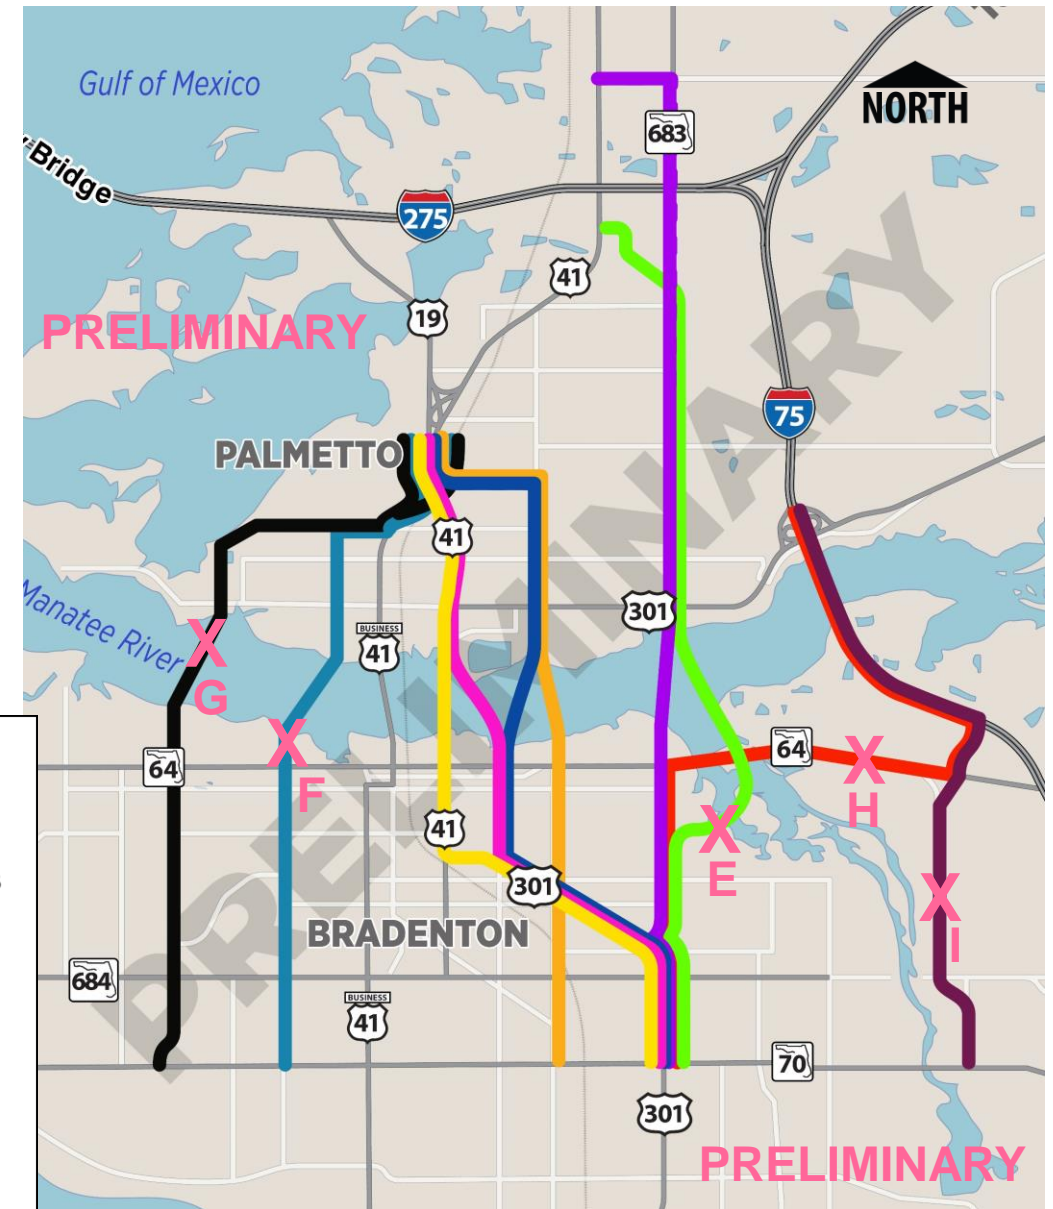 Gulf of Mexico
NORTH
683
Bridge
275
41
19
PRELIMINARY
PRELIMINARY
75
PALMETTO
41
Manatee River
301
BUSINESS
41
X
G
X
F
64
64
X
H
41
X
E
301
X
I
BRADENTON
684
BUSINESS
41
70
301
PRELIMINARY